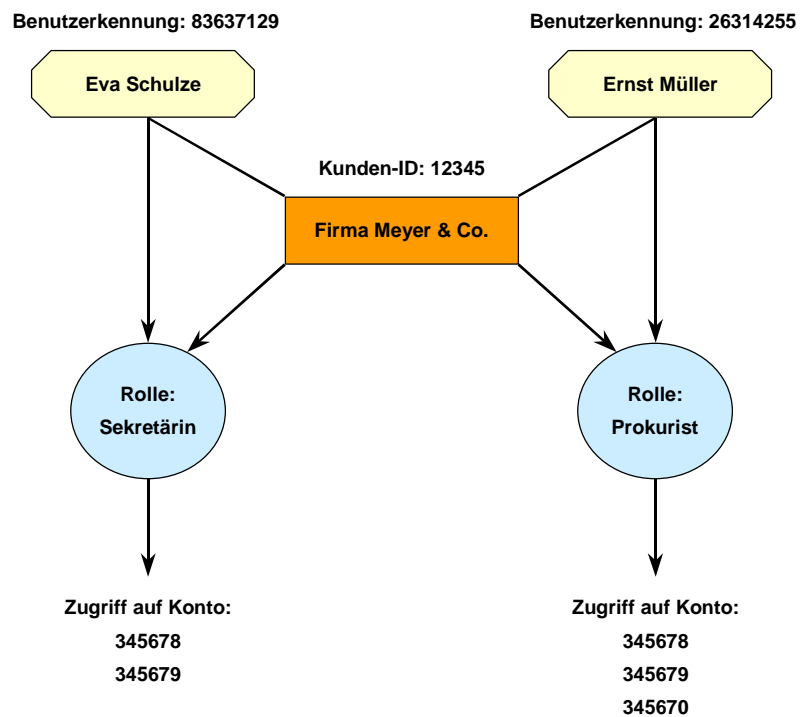 Benutzerkennung: 83637129
Benutzerkennung: 26314255
Eva Schulze
Ernst Müller
Kunden-ID: 12345
Firma Meyer & Co.
Rolle:
Sekretärin
Rolle:
Prokurist
Zugriff auf Konto:
345678
345679
Zugriff auf Konto:
345678
345679
345670